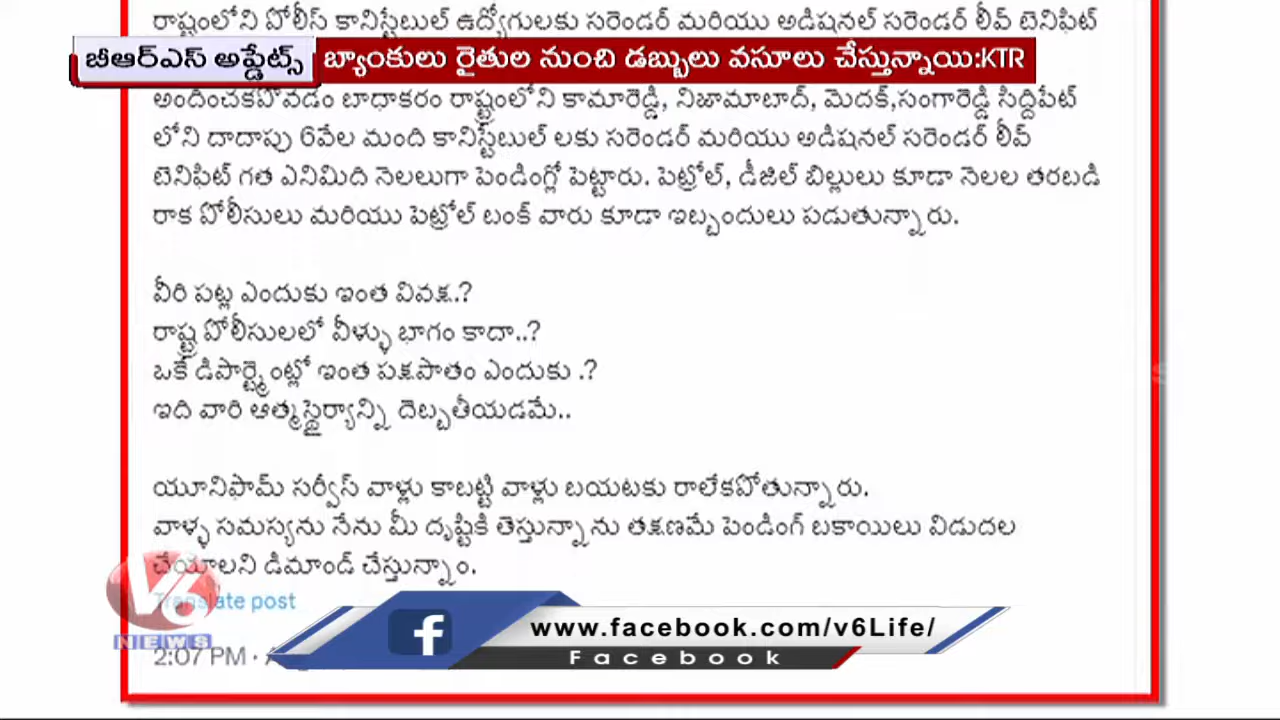 రాష్ట్రంలోని పోలీస్ కానిస్టేబుల్ ఉద్యోగులకు సరెండర్ మరియు అడిషనల్ సరెండర్ లీవ్ బెనిఫిట్
బీఆర్ఎస్ అప్డేట్స్ బ్యాంకులు రైతుల నుంచి డబ్బులు వసూలు చేస్తున్నాయి:KTR
అందించకపోవడం బాధాకరం రాష్ట్రంలోని కామారెడ్డి, నిజామాబాద్, మెదక్,సంగారెడ్డి సిద్దిపేట్
లోని దాదాపు 6వేల మంది కానిస్టేబుల్ లకు సరెండర్ మరియు అడిషనల్ సరెండర్ లీవ్
బెనిఫిట్ గత ఎనిమిది నెలలుగా పెండింగ్లో పెట్టారు. పెట్రోల్, డీజిల్ బిల్లులు కూడా నెలల తరబడి
రాక పోలీసులు మరియు పెట్రోల్ బంక్ వారు కూడా ఇబ్బందులు పడుతున్నారు.
వీరి పట్ల ఎందుకు ఇంత వివక్ష.?
రాష్ట్ర పోలీసులలో వీళ్ళు భాగం కాదా..?
ఒకే డిపార్ట్మెంట్లో ఇంత పక్షపాతం ఎందుకు .?
ఇది వారి ఆత్మస్థైర్యాన్ని దెబ్బతీయడమే..
యూనిఫామ్ సర్వీస్ వాళ్లు కాబట్టి వాళ్లు బయటకు రాలేకపోతున్నారు.
వాళ్ళ సమస్యను నేను మీ దృష్టికి తెస్తున్నాను తక్షణమే పెండింగ్ బకాయిలు విడుదల
చేయాలని డిమాండ్ చేస్తున్నాం.
Translate post
V6
NEWS
www.facebook.com/v6Life/
Facebook
2:07 PM ·